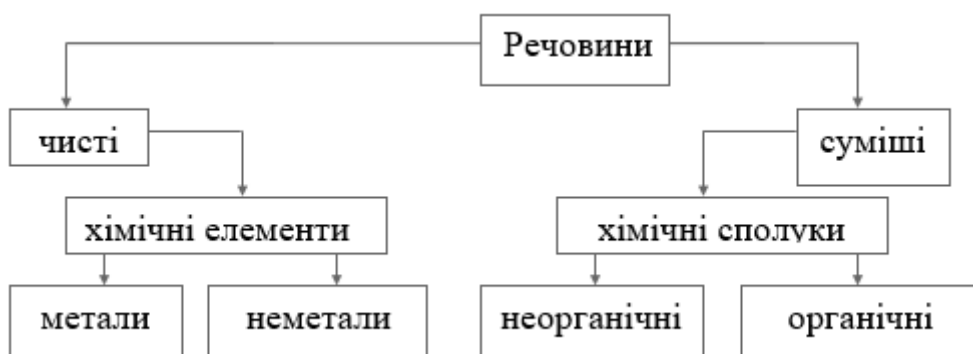 Речовини
чисті
суміші
хімічні елементи
хімічні сполуки
метали
неметали
неорганічні
органічні